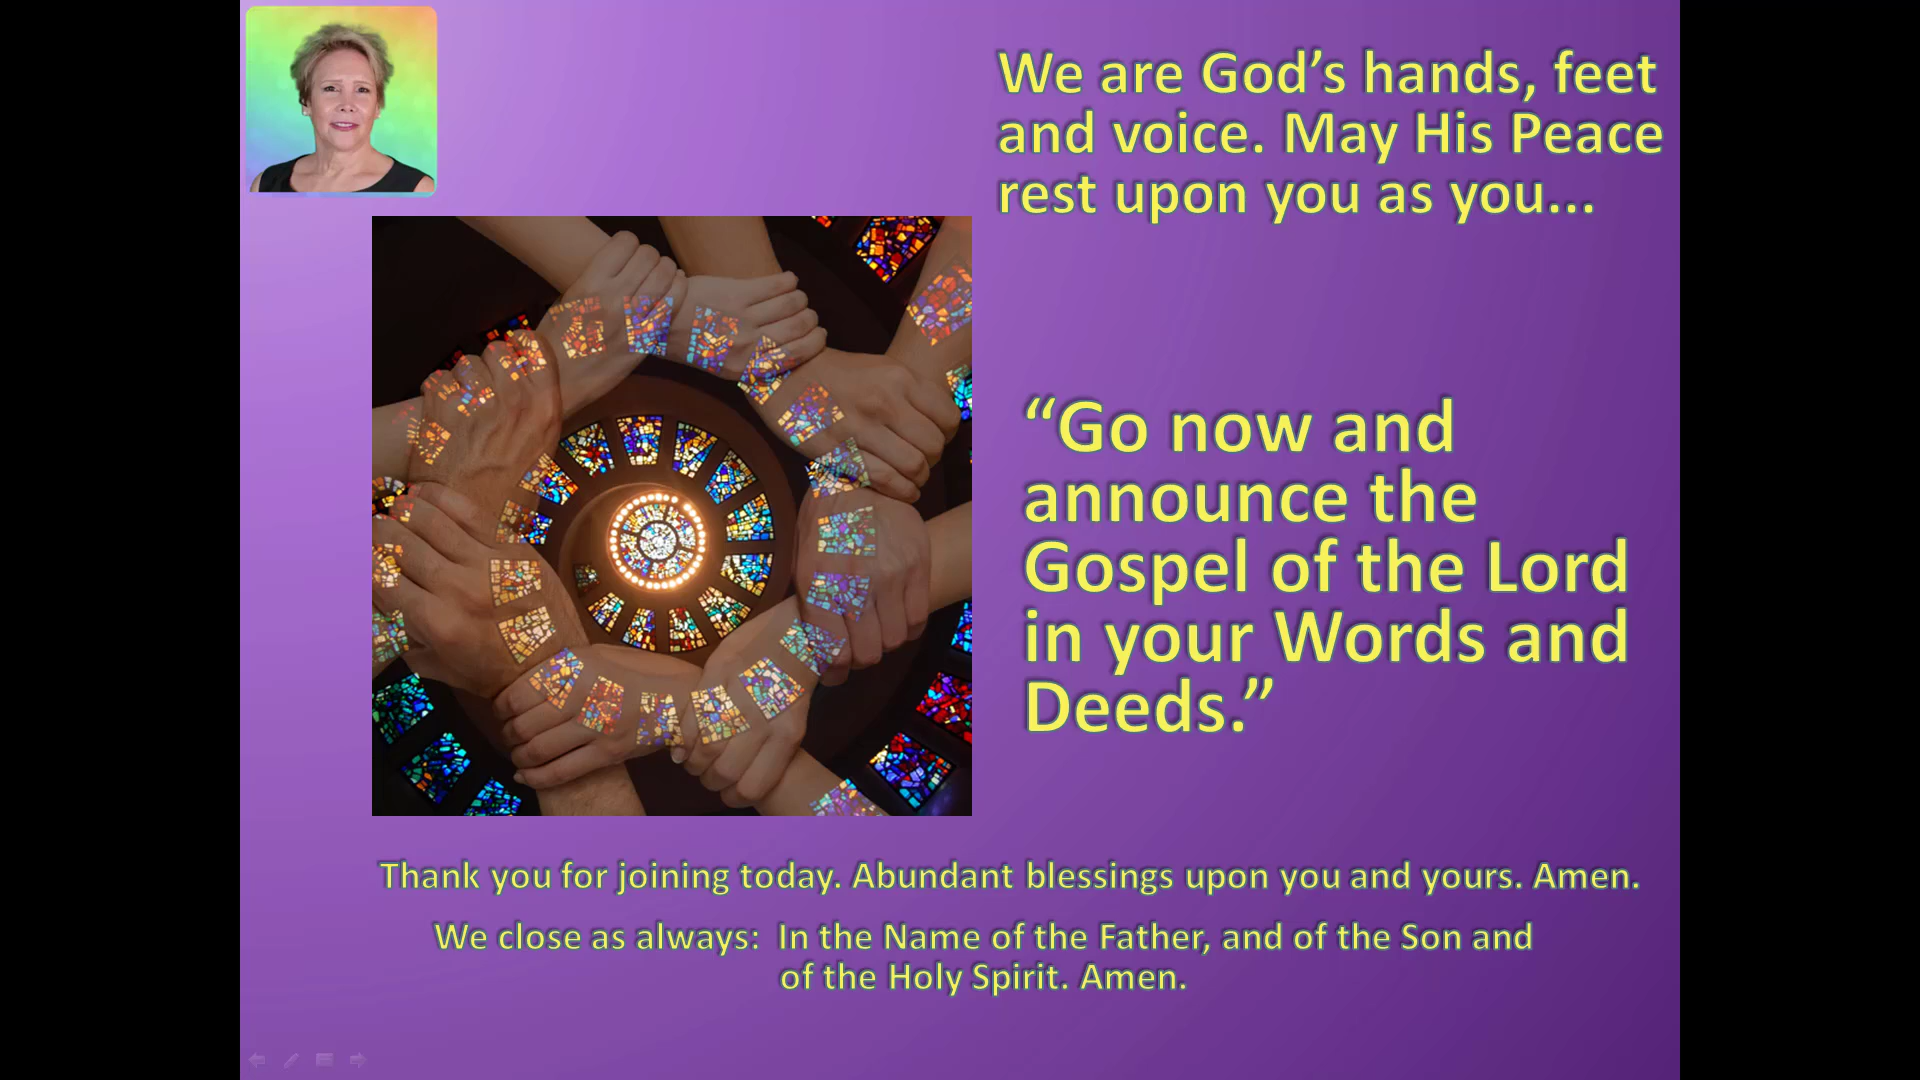 We are God’s hands, feet
and voice. May His Peace
rest upon you as you...
“Go now and
announce the
Gospel of the Lord
in your Words and
Deeds.”
Thank you for joining today. Abundant blessings upon you and yours. Amen.
We close as always:  In the Name of the Father, and of the Son and
of the Holy Spirit. Amen.